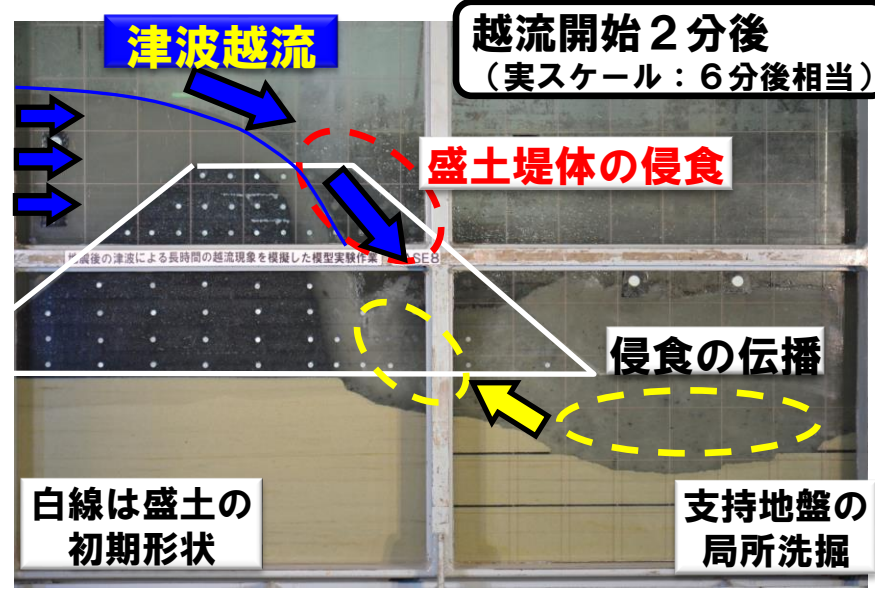 越流開始２分後
（実スケール：６分後相当）
津波越流
盛土堤体の侵食
地震後の津波による長時間の越流現象を模擬した模型実験作業
侵食の伝播
白線は盛土の
初期形状
支持地盤の
局所洗掘